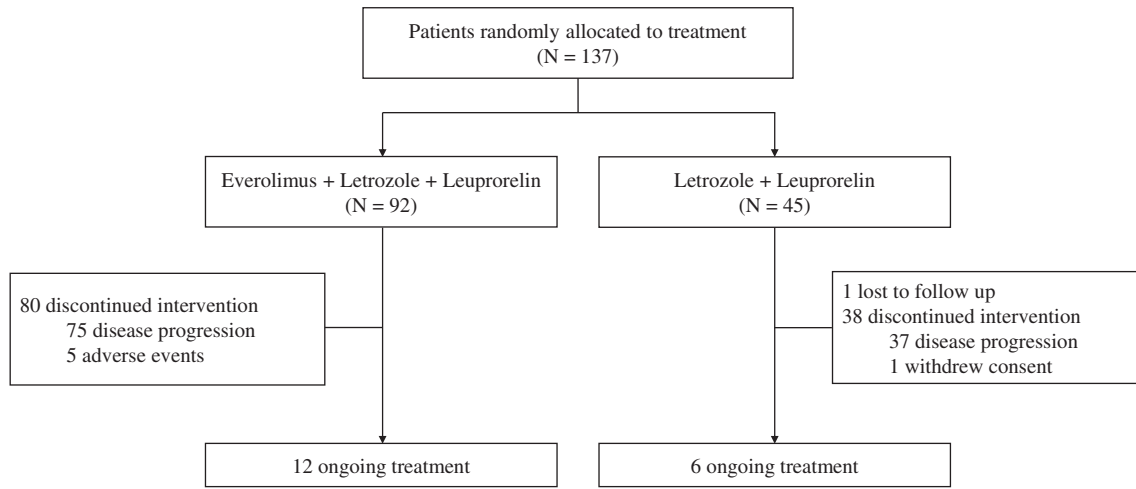 Patients randomly allocated to treatment
(N = 137)
Everolimus + Letrozole + Leuprorelin
(N = 92)
Letrozole + Leuprorelin
(N = 45)
80 discontinued intervention
75 disease progression
5 adverse events
1 lost to follow up
38 discontinued intervention
37 disease progression
1 withdrew consent
12 ongoing treatment
6 ongoing treatment